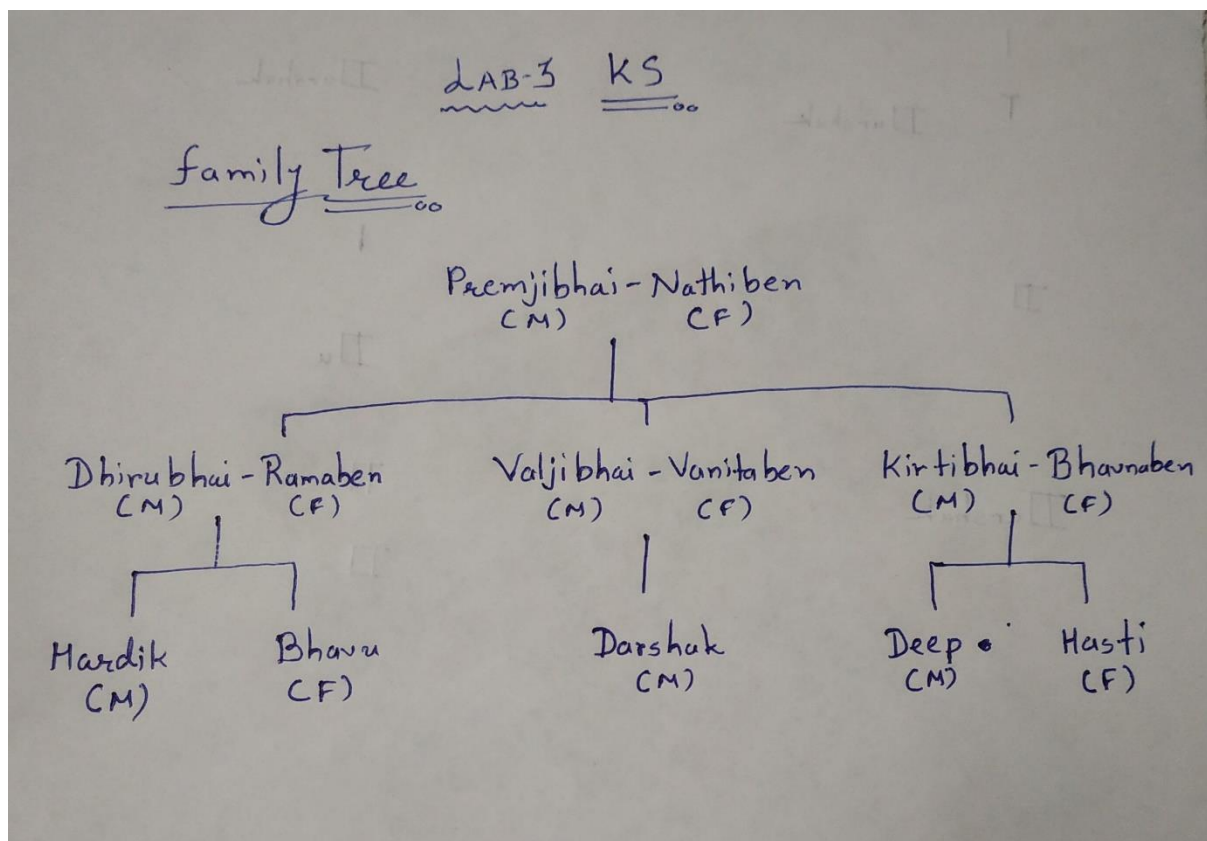 LAB-3 KS
Family Tree
Premjibhai - Nathiben
(M) (F)
Dhirubhai - Ramaben Valjibhai - Vanitaben Kirtibhai - Bhavnaben
(M) (F) (M) (F) (M) (F)
Hardik Bhavu Darshak Deep Hasti
(M) (F) (M) (M) (F)